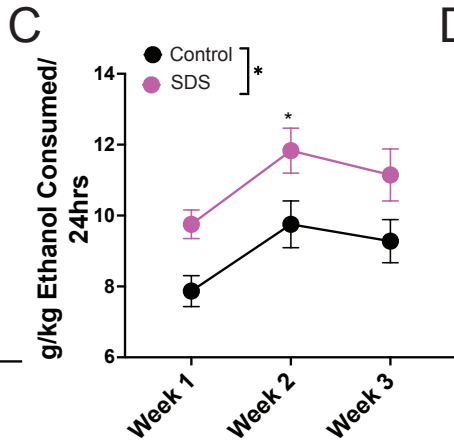 C
Control
SDS
*
*
g/kg Ethanol Consumed/
24hrs
14
12
10
8
6
Week 1
Week 2
Week 3